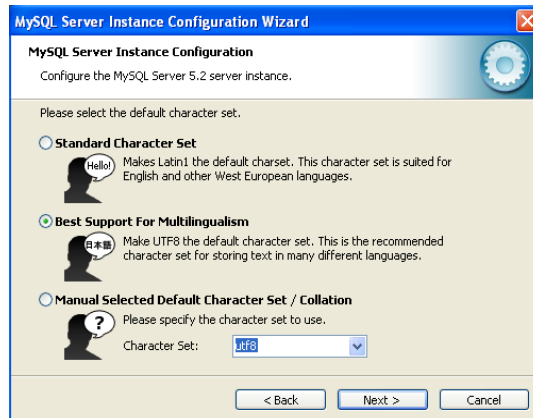 MySQL Server Instance Configuration Wizard
MySQL Server Instance Configuration
Configure the MySQL Server 5.2 server instance.
Please select the default character set.
Standard Character Set
Hello!
Makes Latin1 the default charset. This character set is suited for
English and other West European languages.
Best Support For Multilingualism
日本語
Make UTF8 the default character set. This is the recommended
character set for storing text in many different languages.
Manual Selected Default Character Set / Collation
?
Please specify the character set to use.
Character Set: utf8
< Back Next > Cancel